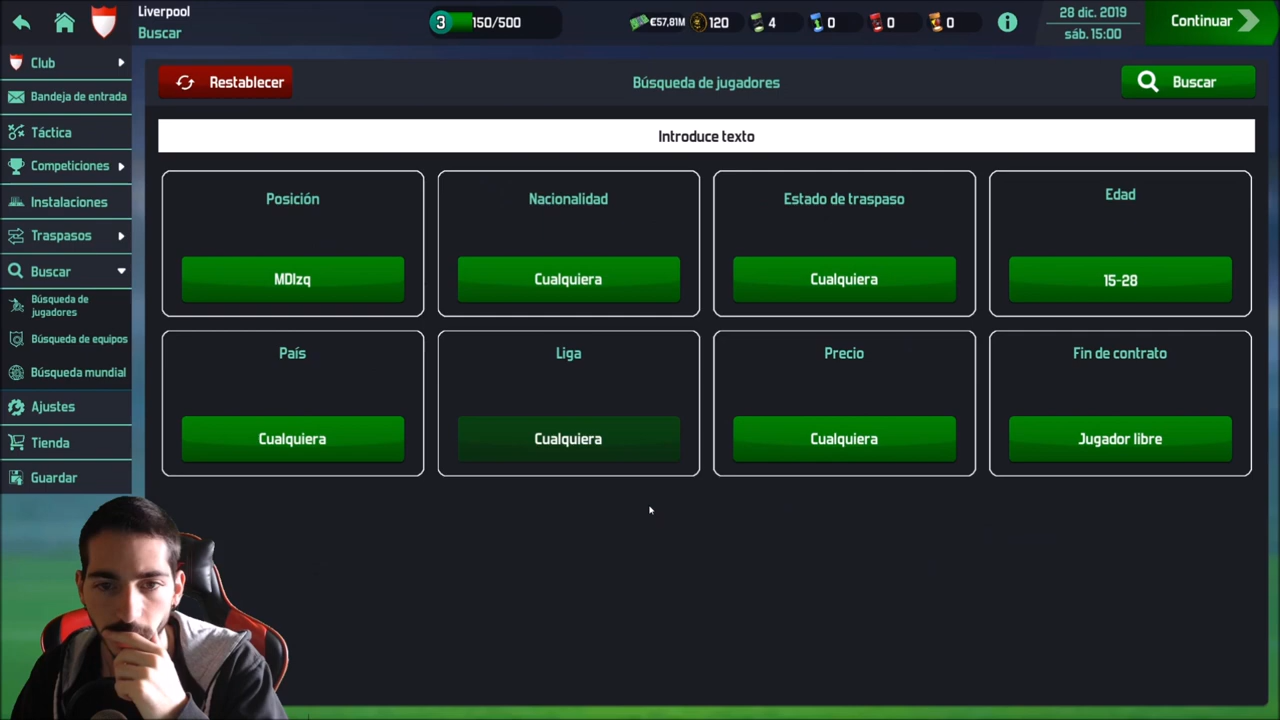 Liverpool
Buscar
3 150/500
€57,81M 120 4 0 0 0
28 dic. 2019
sáb. 15:00
Continuar
Club
Bandeja de entrada
Táctica
Competiciones
Instalaciones
Traspasos
Buscar
Búsqueda de
jugadores
Búsqueda de equipos
Búsqueda mundial
Ajustes
Tienda
Guardar
Restablecer
Búsqueda de jugadores
Buscar
Introduce texto
Posición
MDIzq
Nacionalidad
Cualquiera
Estado de traspaso
Cualquiera
Edad
15-28
País
Cualquiera
Liga
Cualquiera
Precio
Cualquiera
Fin de contrato
Jugador libre